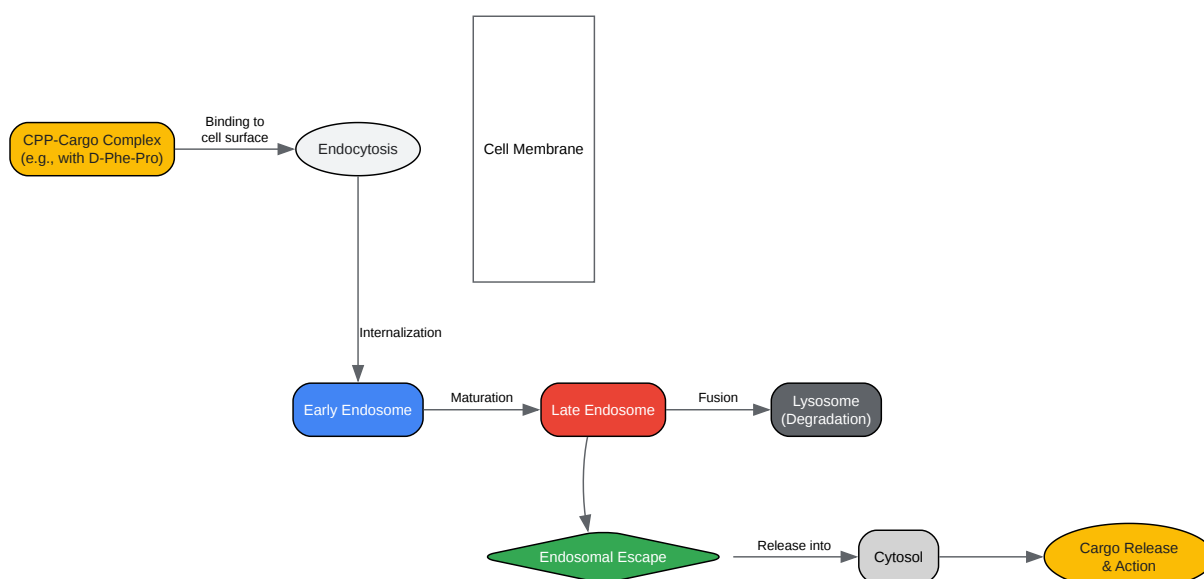 Binding to
cell surface
CPP-Cargo Complex
(e.g., with D-Phe-Pro)
Endocytosis
Cell Membrane
Internalization
Early Endosome
Maturation
Late Endosome
Fusion
Lysosome
(Degradation)
Endosomal Escape
Release into
Cytosol
Cargo Release
& Action